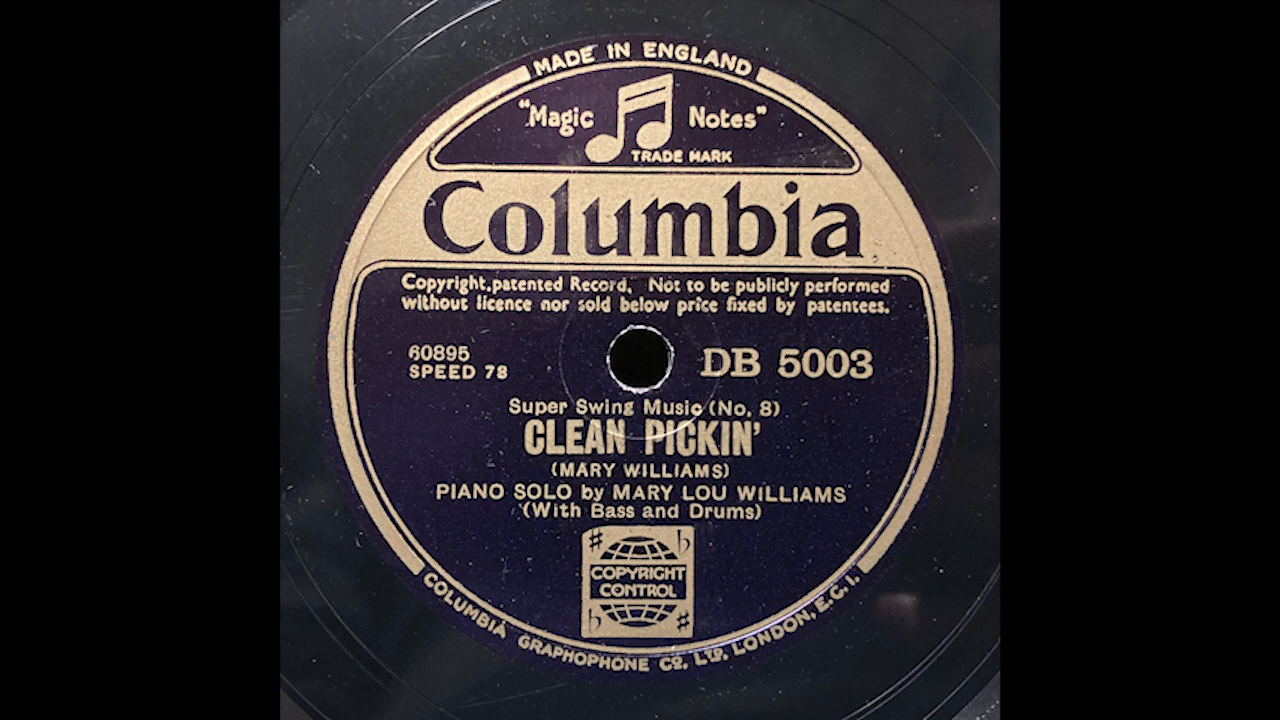 MADE IN ENGLAND
"Magic Notes"
TRADE MARK
Columbia
Copyright, patented Record, Not to be publicly performed
without licence nor sold below price fixed by patentees.
60895
SPEED 78
DB 5003
Super Swing Music (No. 8)
CLEAN PICKIN'
(MARY WILLIAMS)
PIANO SOLO by MARY LOU WILLIAMS
(With Bass and Drums)
COPYRIGHT
CONTROL
COLUMBIA GRAPHOPHONE CO. LTD. LONDON, E.C.1.